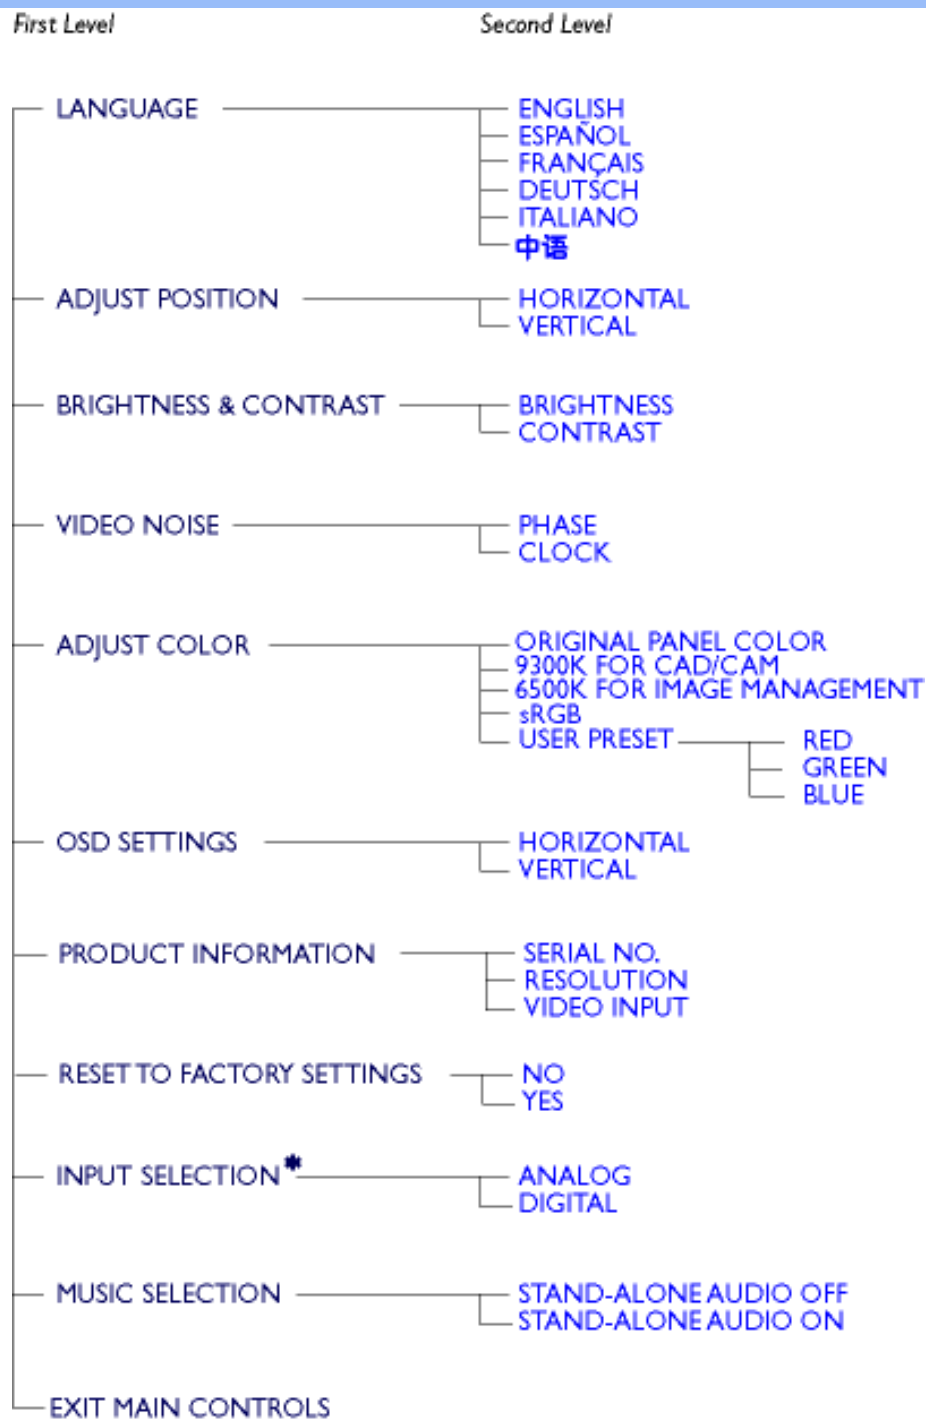 First Level Second Level
LANGUAGE ENGLISH
ESPAÑOL
FRANÇAIS
DEUTSCH
ITALIANO
中语
ADJUST POSITION HORIZONTAL
VERTICAL
BRIGHTNESS & CONTRAST BRIGHTNESS
CONTRAST
VIDEO NOISE PHASE
CLOCK
ADJUST COLOR ORIGINAL PANEL COLOR
9300K FOR CAD/CAM
6500K FOR IMAGE MANAGEMENT
sRGB
USER PRESET RED
GREEN
BLUE
OSD SETTINGS HORIZONTAL
VERTICAL
PRODUCT INFORMATION SERIAL NO.
RESOLUTION
VIDEO INPUT
RESET TO FACTORY SETTINGS NO
YES
INPUT SELECTION* ANALOG
DIGITAL
MUSIC SELECTION STAND-ALONE AUDIO OFF
STAND-ALONE AUDIO ON
EXIT MAIN CONTROLS